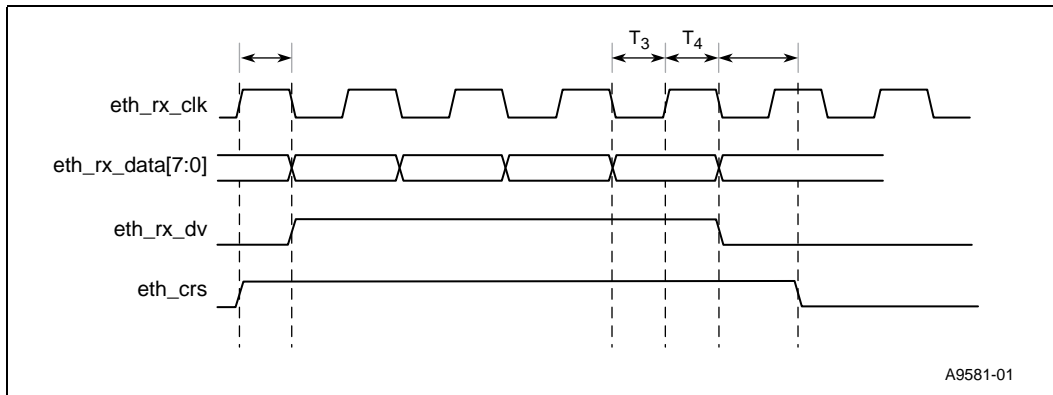 T3 T4
eth_rx_clk
eth_rx_data[7:0]
eth_rx_dv
eth_crs
A9581-01